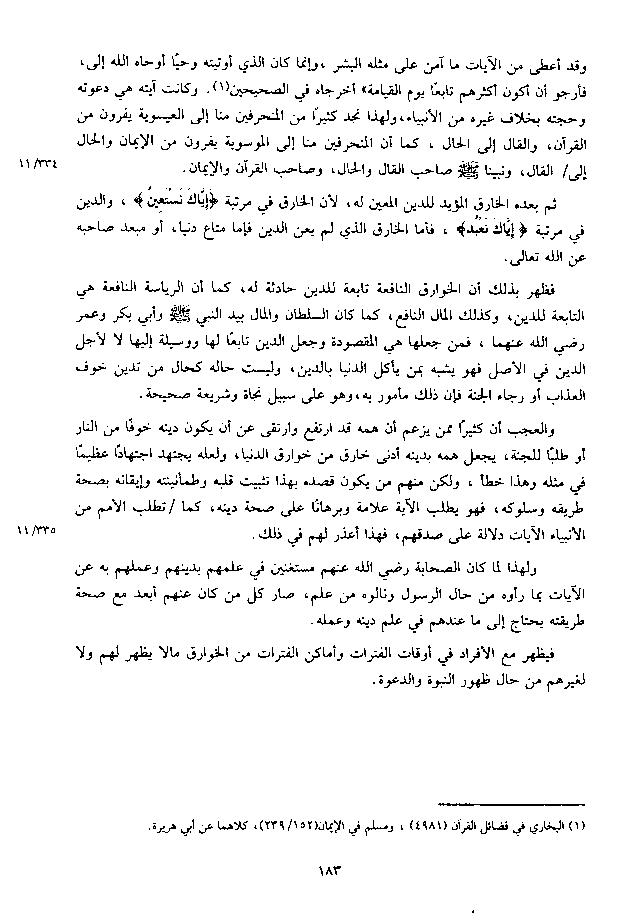 وقد أعطى من الآيات ما آمن على مثله البشر ،وإنما كان الذي أوتيته وحيًا أوحاه الله إلى،
فأرجو أن أكون أكثرهم تابعًا يوم القيامة» أخرجاه في الصحيحين(١). وكانت آيته هي دعوته
وحجته بخلاف غيره من الأنبياء،ولهذا نجد كثيرًا من المنحرفين منا إلى العيسوية يفرون من
القرآن، والقال إلى الحال ، كما أن المنحرفين منا إلى الموسوية يفرون من الإيمان والحال
١١/٣٣٤ إلى/ القال، ونبينا ﷺ صاحب القال والحال، وصاحب القرآن والإيمان.
ثم بعده الخارق المؤيد للدين المعين له، لأن الخارق في مرتبة ﴿إِيَّاكَ نَسْتَعِينُ﴾ ، والدين
في مرتبة ﴿ إِيَّاكَ نَعْبُد﴾ ، فأما الخارق الذي لم يعن الدين فإما متاع دنيا، أو مبعد صاحبه
عن الله تعالى.
فظهر بذلك أن الخوارق النافعة تابعة للدين حادثة له، كما أن الرياسة النافعة هي
التابعة للدين، وكذلك المال النافع، كما كان السلطان والمال بيد النبي ﷺ وأبي بكر وعمر
رضي الله عنهما ، فمن جعلها هي المقصودة وجعل الدين تابعًا لها ووسيلة إليها لا لأجل
الدين في الأصل فهو يشبه بمن يأكل الدنيا بالدين، وليست حاله كحال من تدين خوف
العذاب أو رجاء الجنة فإن ذلك مأمور به،وهو على سبيل نجاة وشريعة صحيحة.
والعجب أن كثيرًا ممن يزعم أن همه قد ارتفع وارتقى عن أن يكون دينه خوفًا من النار
أو طلبًا للجنة، يجعل همه بدينه أدنى خارق من خوارق الدنيا، ولعله يجتهد اجتهادًا عظيمًا
في مثله وهذا خطأ ، ولكن منهم من يكون قصده بهذا تثبيت قلبه وطمأنينته وإيقانه بصحة
طريقه وسلوكه، فهو يطلب الآية علامة وبرهانًا على صحة دينه، كما /تطلب الأمم من
١١/٣٣٥ الأنبياء الآيات دلالة على صدقهم، فهذا أعذر لهم في ذلك.
ولهذا لما كان الصحابة رضي الله عنهم مستغنين في علمهم بدينهم وعملهم به عن
الآيات بما رأوه من حال الرسول ونالوه من علم، صار كل من كان عنهم أبعد مع صحة
طريقته يحتاج إلى ما عندهم في علم دينه وعمله.
فيظهر مع الأفراد في أوقات الفترات وأماكن الفترات من الخوارق مالا يظهر لهم ولا
لغيرهم من حال ظهور النبوة والدعوة.
(١) البخاري في فضائل القرآن (٤٩٨١) ، ومسلم في الإيمان(٢٣٩/١٥٢)، كلاهما عن أبي هريرة.
١٨٣